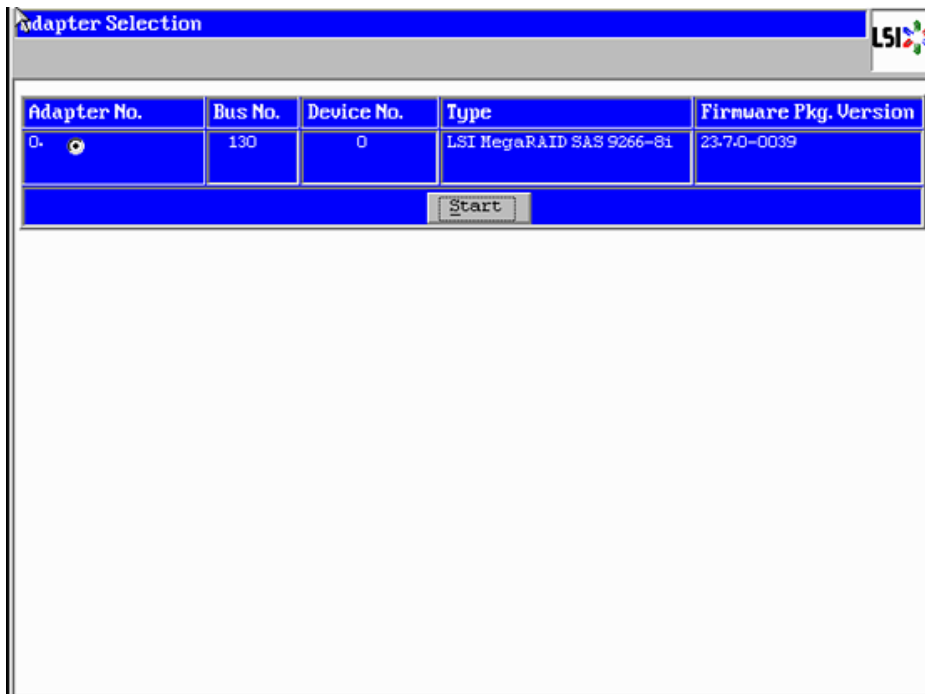 Adapter Selection
LSI
Adapter No. Bus No. Device No. Type Firmware Pkg. Version
0. 130 0 LSI MegaRAID SAS 9266-8i 23.7.0-0039
Start